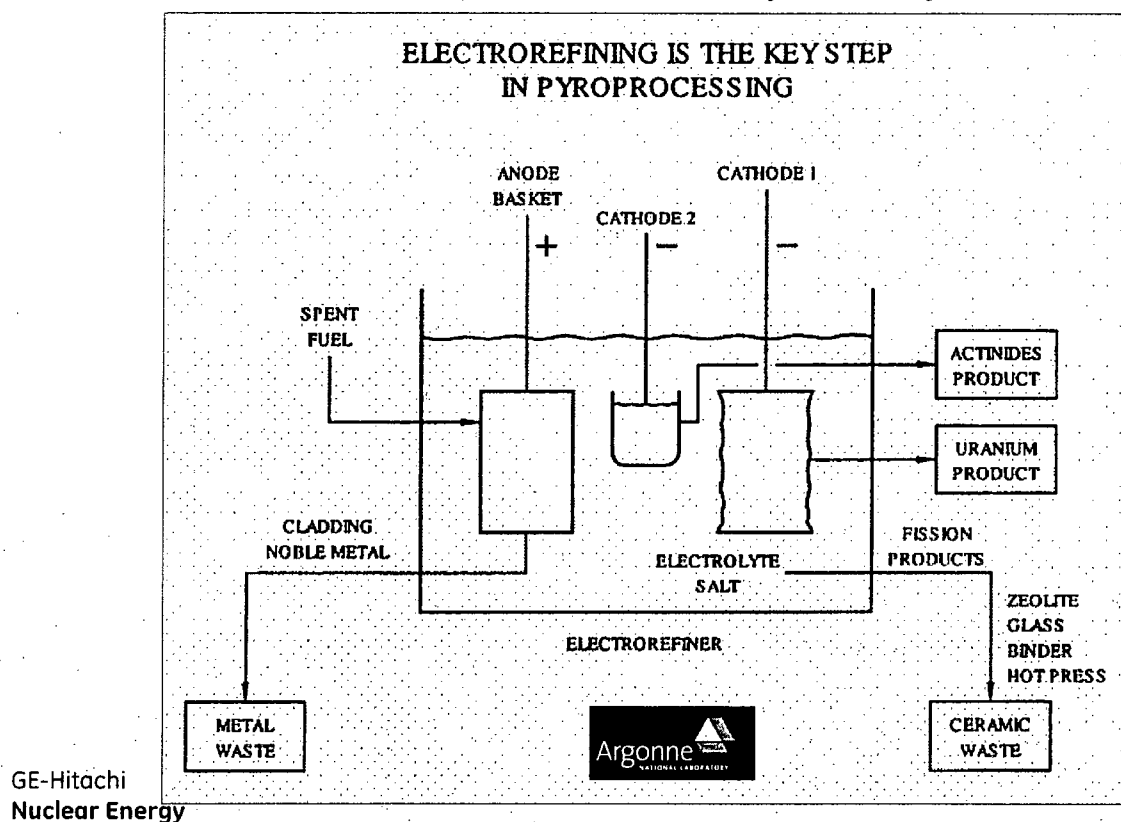 ELECTROREFINING IS THE KEY STEP
IN PYROPROCESSING
ANODE
BASKET
CATHODE 2
CATHODE 1
+
−
−
SPENT
FUEL
ACTINIDES
PRODUCT
URANIUM
PRODUCT
CLADDING
NOBLE METAL
ELECTROLYTE
SALT
FISSION
PRODUCTS
ZEOLITE
GLASS
BINDER
HOT PRESS
ELECTROREFINER
METAL
WASTE
Argonne
NATIONAL LABORATORY
CERAMIC
WASTE
GE-Hitachi
Nuclear Energy